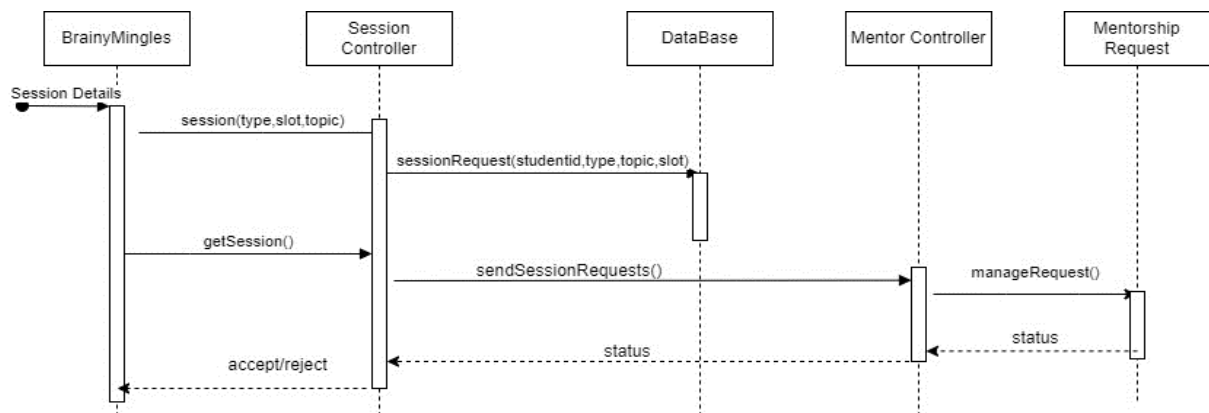 BrainyMingles
Session
Controller
DataBase
Mentor Controller
Mentorship
Request
Session Details
session(type,slot,topic)
sessionRequest(studentid,type,topic,slot)
getSession()
sendSessionRequests()
manageRequest()
status
status
accept/reject